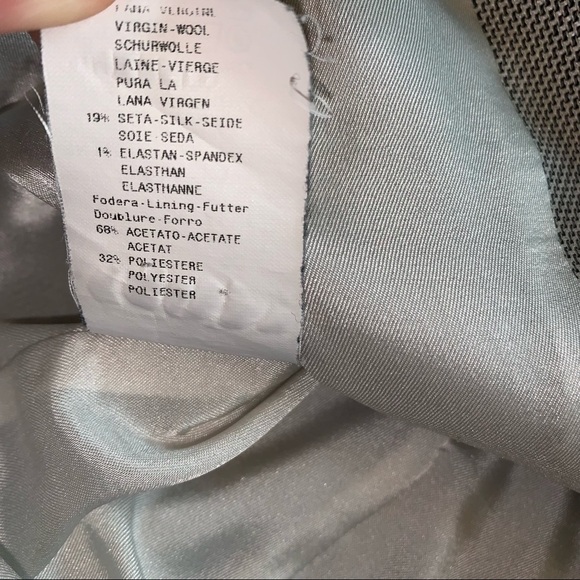 LANA VERGINE
VIRGIN-WOOL
SCHURWOLLE
LAINE-VIERGE
PURA LA
LANA VIRGEN
19% SETA-SILK-SEIDE
SOIE SEDA
1% ELASTAN-SPANDEX
ELASTHAN
ELASTHANNE
Fodera-Lining-Futter
Doublure-Forro
68% ACETATO-ACETATE
ACETAT
32% POLIESTERE
POLYESTER
POLIESTER